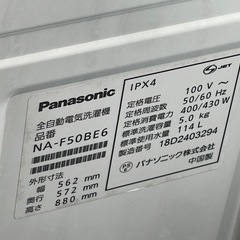 JET
Panasonic
全自動電気洗濯機
品番
NA-F50BE6
外形寸法
幅 562 mm
奥行 572 mm
高さ 880 mm
IPX4
定格電圧 100 V～
定格周波数 50/60 Hz
定格消費電力 400/430 W
標準容量 5.0 kg
標準使用水量 114 L
製造番号 18D2403294
パナソニック株式会社
中国製